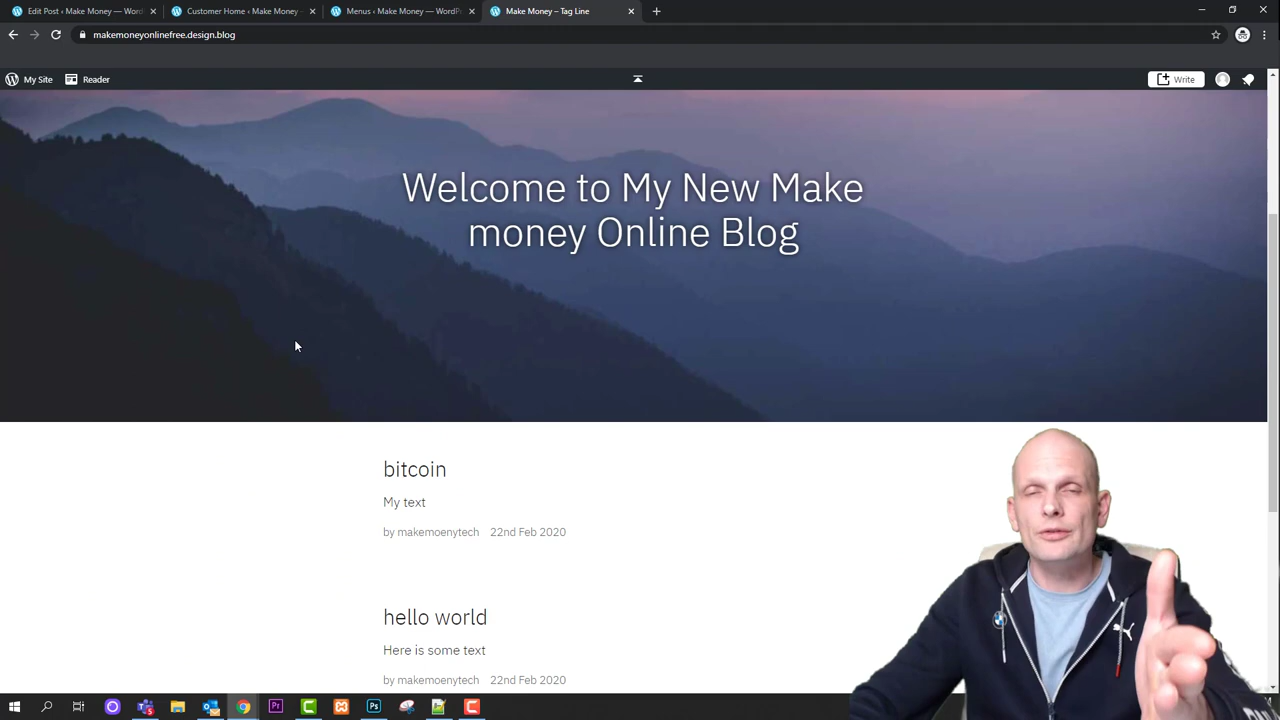 Edit Post ‹ Make Money — WordP
Customer Home ‹ Make Money
Menus ‹ Make Money — WordP
Make Money – Tag Line
makemoneyonlinefree.design.blog
My Site
Reader
Write
Welcome to My New Make
money Online Blog
bitcoin
My text
by makemoenytech 22nd Feb 2020
hello world
Here is some text
by makemoenytech 22nd Feb 2020